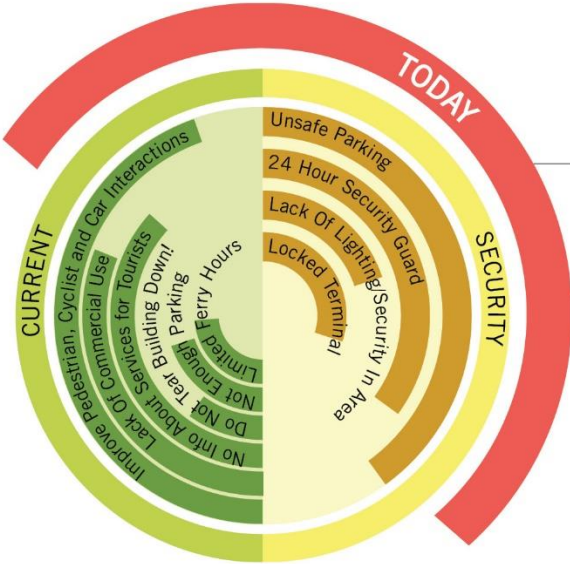 TODAY
CURRENT
SECURITY
Improve Pedestrian, Cyclist and Car Interactions
Lack Of Commercial Use
No Info About Services for Tourists
Do Not Tear Building Down!
Not Enough Parking
Limited Ferry Hours
Unsafe Parking
24 Hour Security Guard
Lack Of Lighting/Security In Area
Locked Terminal